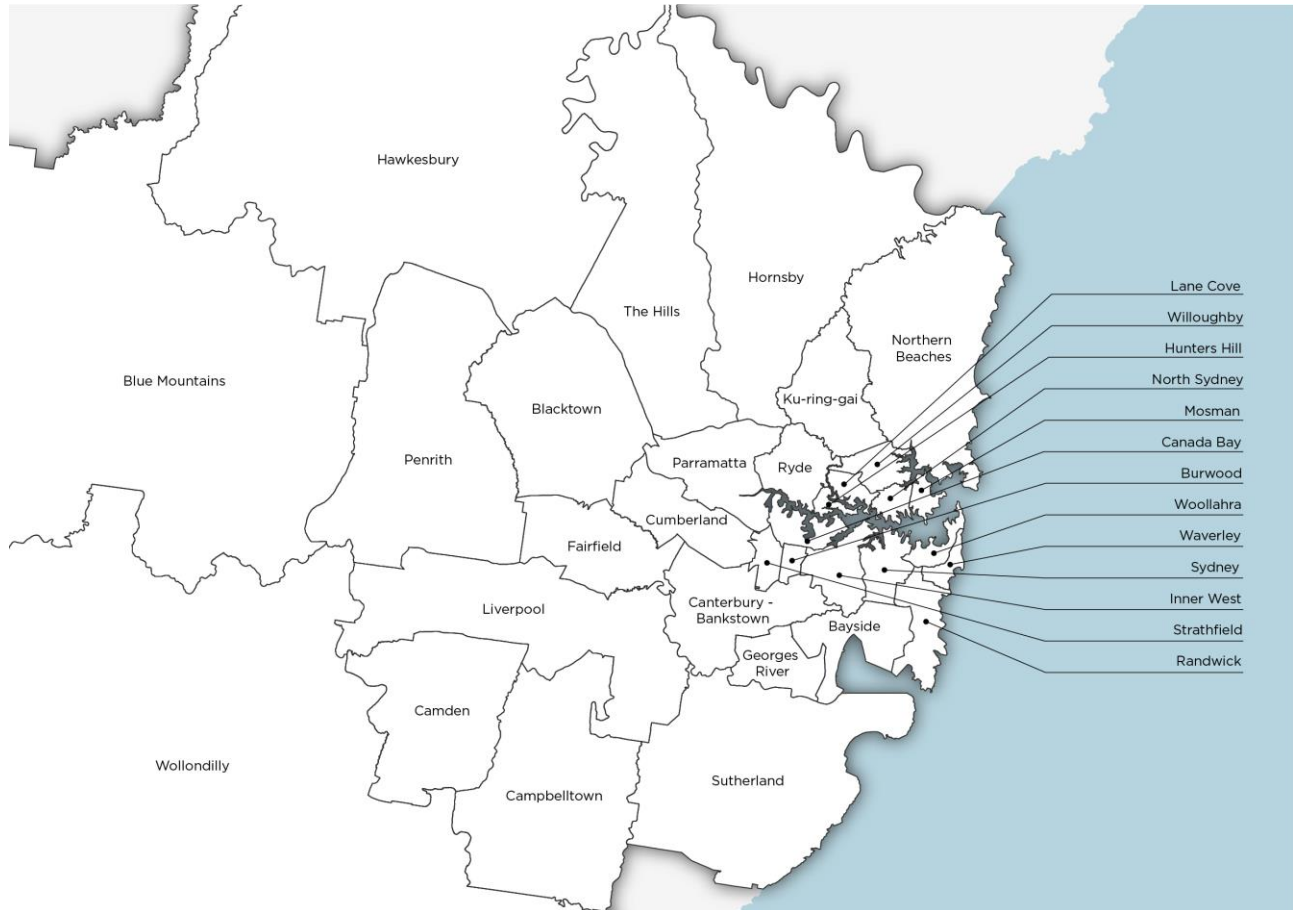 Hawkesbury
Hornsby
The Hills
Lane Cove
Willoughby
Northern
Beaches
Hunters Hill
Blue Mountains
North Sydney
Ku-ring-gai
Blacktown
Mosman
Canada Bay
Penrith
Parramatta
Ryde
Burwood
Woollahra
Cumberland
Waverley
Fairfield
Sydney
Inner West
Liverpool
Canterbury -
Bankstown
Bayside
Strathfield
Georges
River
Randwick
Camden
Wollondilly
Sutherland
Campbelltown